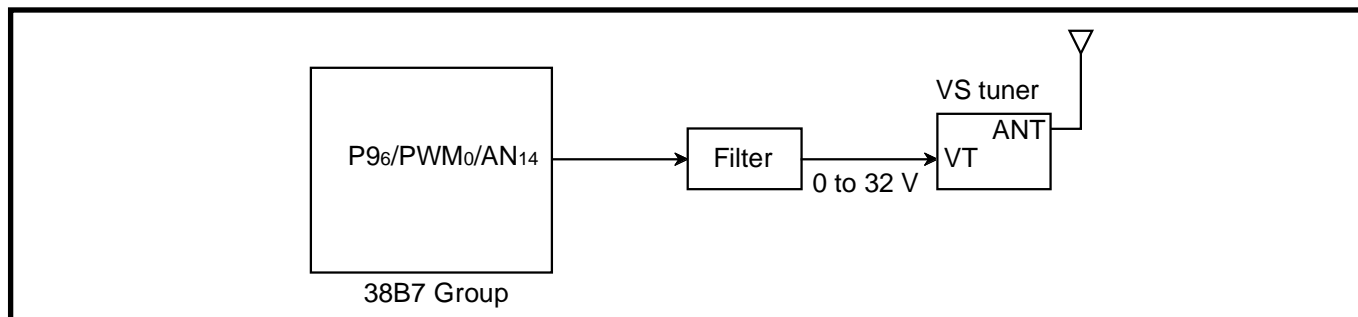 VS tuner
ANT
P96/PWM0/AN14
Filter
VT
0 to 32 V
38B7 Group